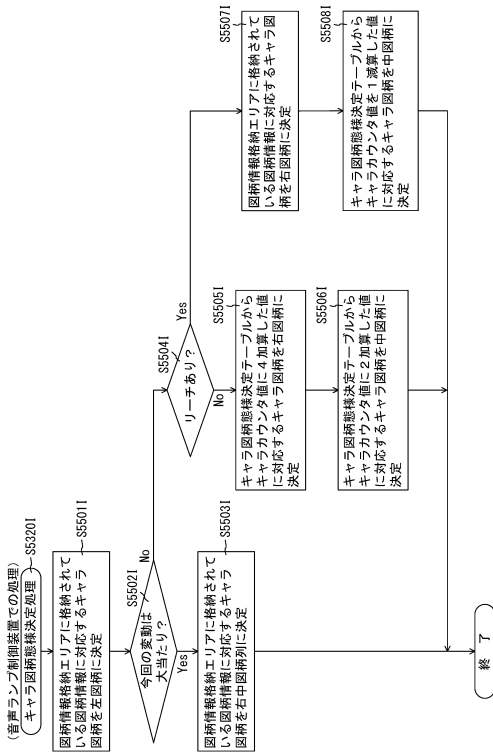 (音声ランプ制御装置での処理)
キャラ図柄態様決定処理
S5320I
図柄情報格納エリアに格納されて
いる図柄情報に対応するキャラ
図柄を左図柄に決定
S5501I
今回の変動は
大当たり?
S5502I
Yes
No
図柄情報格納エリアに格納されて
いる図柄情報に対応するキャラ
図柄を右中図柄列に決定
S5503I
リーチあり?
S5504I
Yes
No
キャラ図柄態様決定テーブルから
キャラカウンタ値に4加算した値
に対応するキャラ図柄を右図柄に
決定
S5505I
キャラ図柄態様決定テーブルから
キャラカウンタ値に2加算した値
に対応するキャラ図柄を中図柄に
決定
S5506I
図柄情報格納エリアに格納されて
いる図柄情報に対応するキャラ図
柄を右図柄に決定
S5507I
キャラ図柄態様決定テーブルから
キャラカウンタ値を1減算した値
に対応するキャラ図柄を中図柄に
決定
S5508I
終 了